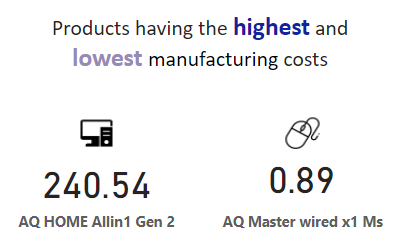 Products having the highest and
lowest manufacturing costs
240.54
0.89
AQ HOME Allin1 Gen 2
AQ Master wired x1 Ms